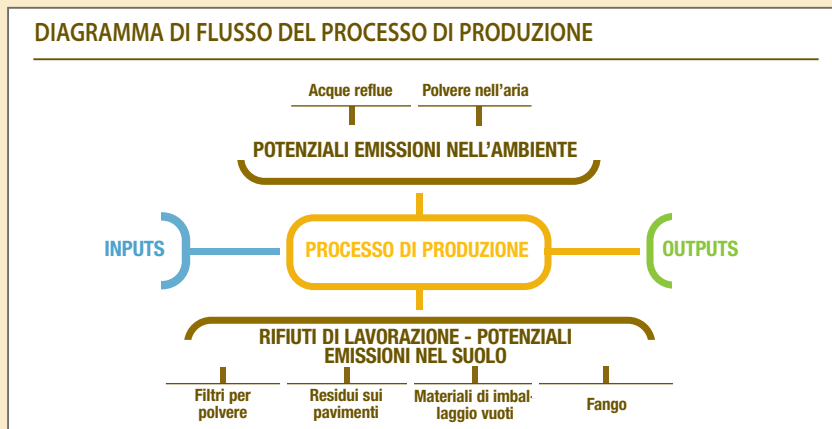 DIAGRAMMA DI FLUSSO DEL PROCESSO DI PRODUZIONE
Acque reflue
Polvere nell'aria
POTENZIALI EMISSIONI NELL'AMBIENTE
INPUTS
PROCESSO DI PRODUZIONE
OUTPUTS
RIFIUTI DI LAVORAZIONE - POTENZIALI
EMISSIONI NEL SUOLO
Filtri per
polvere
Residui sui
pavimenti
Materiali di imbal-
laggio vuoti
Fango